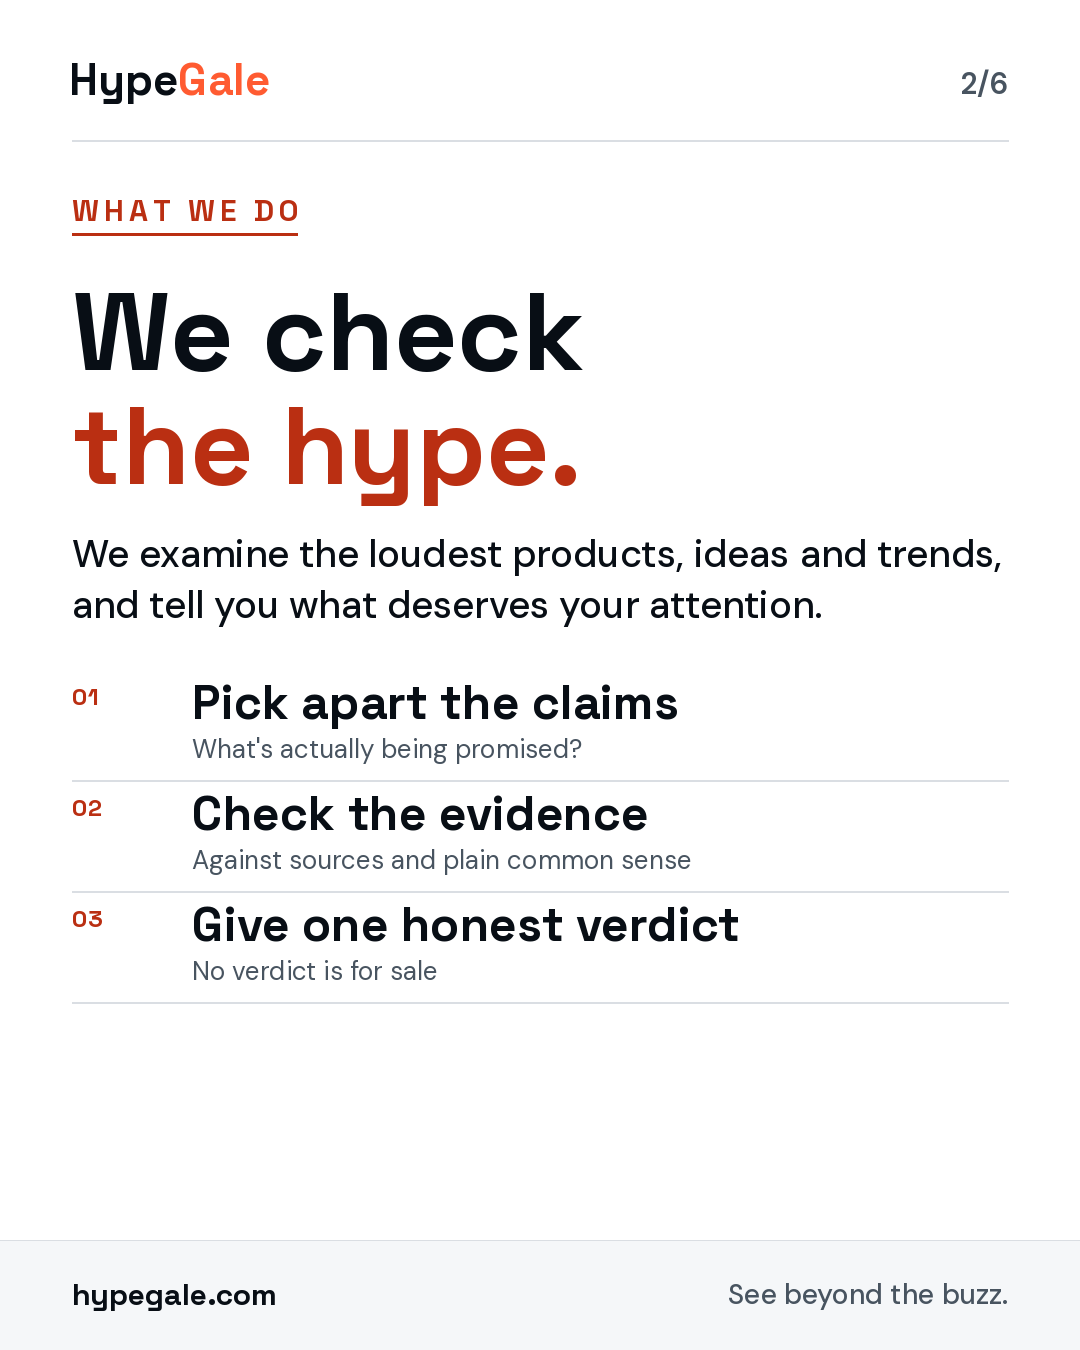 HypeGale
2/6
WHAT WE DO
We check
the hype.
We examine the loudest products, ideas and trends,
and tell you what deserves your attention.
01
Pick apart the claims
What's actually being promised?
02
Check the evidence
Against sources and plain common sense
03
Give one honest verdict
No verdict is for sale
hypegale.com
See beyond the buzz.